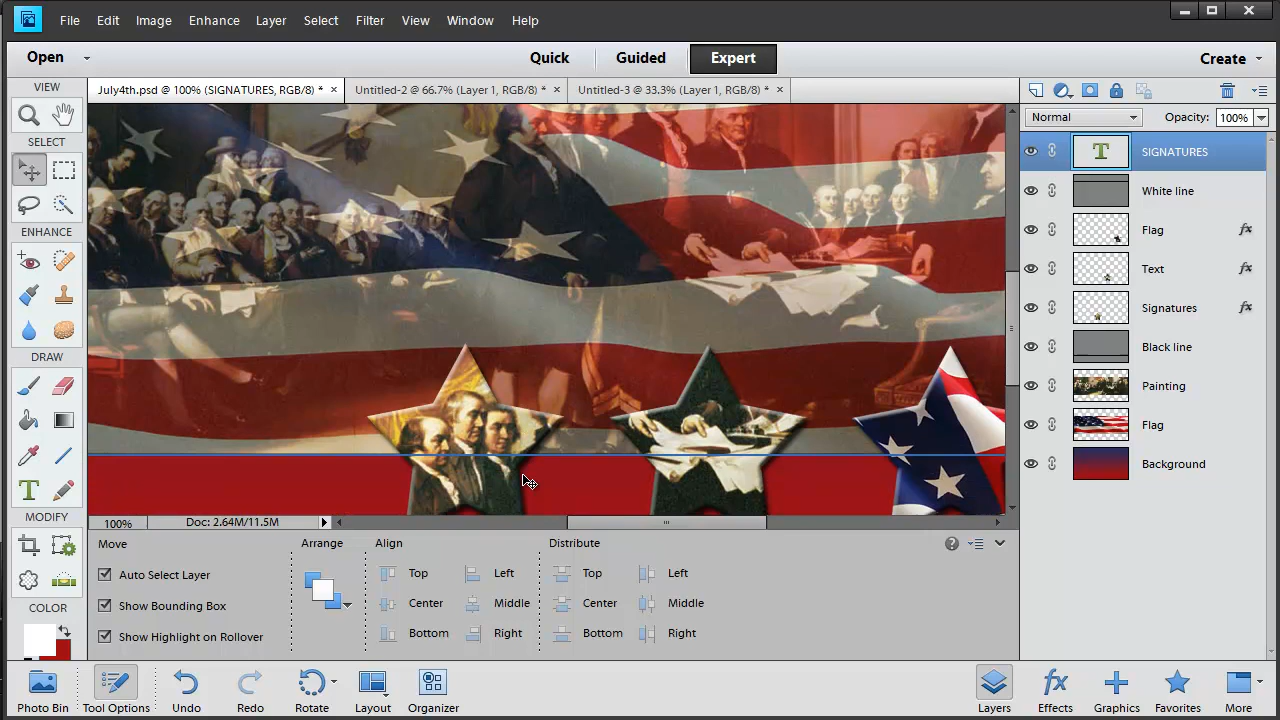 File Edit Image Enhance Layer Select Filter View Window Help
Open Quick Guided Expert Create
VIEW July4th.psd @ 100% (SIGNATURES, RGB/8) * × Untitled-2 @ 66.7% (Layer 1, RGB/8) * × Untitled-3 @ 33.3% (Layer 1, RGB/8) * ×
Normal Opacity: 100%
SELECT
T SIGNATURES
White line
ENHANCE
Flag fx
Text fx
Signatures fx
DRAW
Black line
Painting
Flag
Background
T
MODIFY
100% Doc: 2.64M/11.5M
Move Arrange Align Distribute
Auto Select Layer Top Left Top Left
Show Bounding Box Center Middle Center Middle
Show Highlight on Rollover Bottom Right Bottom Right
COLOR
Photo Bin Tool Options Undo Redo Rotate Layout Organizer Layers Effects Graphics Favorites More